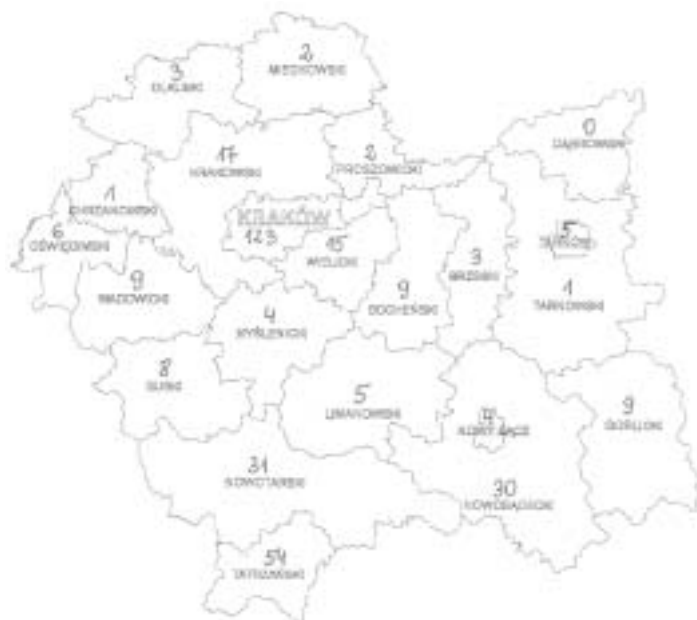 2
MIECHOWSKI
3
OLKUSKI
0
DĄBROWSKI
17
KRAKOWSKI
2
PROSZOWICKI
1
CHRZANOWSKI
KRAKÓW
123
6
OŚWIĘCIMSKI
15
WIELICKI
3
BRZESKI
5
TARNÓW
9
WADOWICKI
9
BOCHEŃSKI
1
TARNOWSKI
4
MYŚLENICKI
8
SUSKI
5
LIMANOWSKI
NOWY SĄCZ
9
GORLICKI
31
NOWOTARSKI
30
NOWOSĄDECKI
54
TATRZAŃSKI